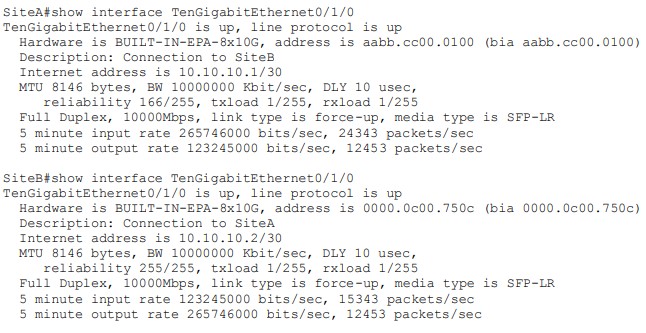 SiteA#show interface TenGigabitEthernet0/1/0
TenGigabitEthernet0/1/0 is up, line protocol is up
Hardware is BUILT-IN-EPA-8x10G, address is aabb.cc00.0100 (bia aabb.cc00.0100)
Description: Connection to SiteB
Internet address is 10.10.10.1/30
MTU 8146 bytes, BW 10000000 Kbit/sec, DLY 10 usec,
reliability 166/255, txload 1/255, rxload 1/255
Full Duplex, 10000Mbps, link type is force-up, media type is SFP-LR
5 minute input rate 265746000 bits/sec, 24343 packets/sec
5 minute output rate 123245000 bits/sec, 12453 packets/sec
SiteB#show interface TenGigabitEthernet0/1/0
TenGigabitEthernet0/1/0 is up, line protocol is up
Hardware is BUILT-IN-EPA-8x10G, address is 0000.0c00.750c (bia 0000.0c00.750c)
Description: Connection to SiteA
Internet address is 10.10.10.2/30
MTU 8146 bytes, BW 10000000 Kbit/sec, DLY 10 usec,
reliability 255/255, txload 1/255, rxload 1/255
Full Duplex, 10000Mbps, link type is force-up, media type is SFP-LR
5 minute input rate 123245000 bits/sec, 15343 packets/sec
5 minute output rate 265746000 bits/sec, 12453 packets/sec